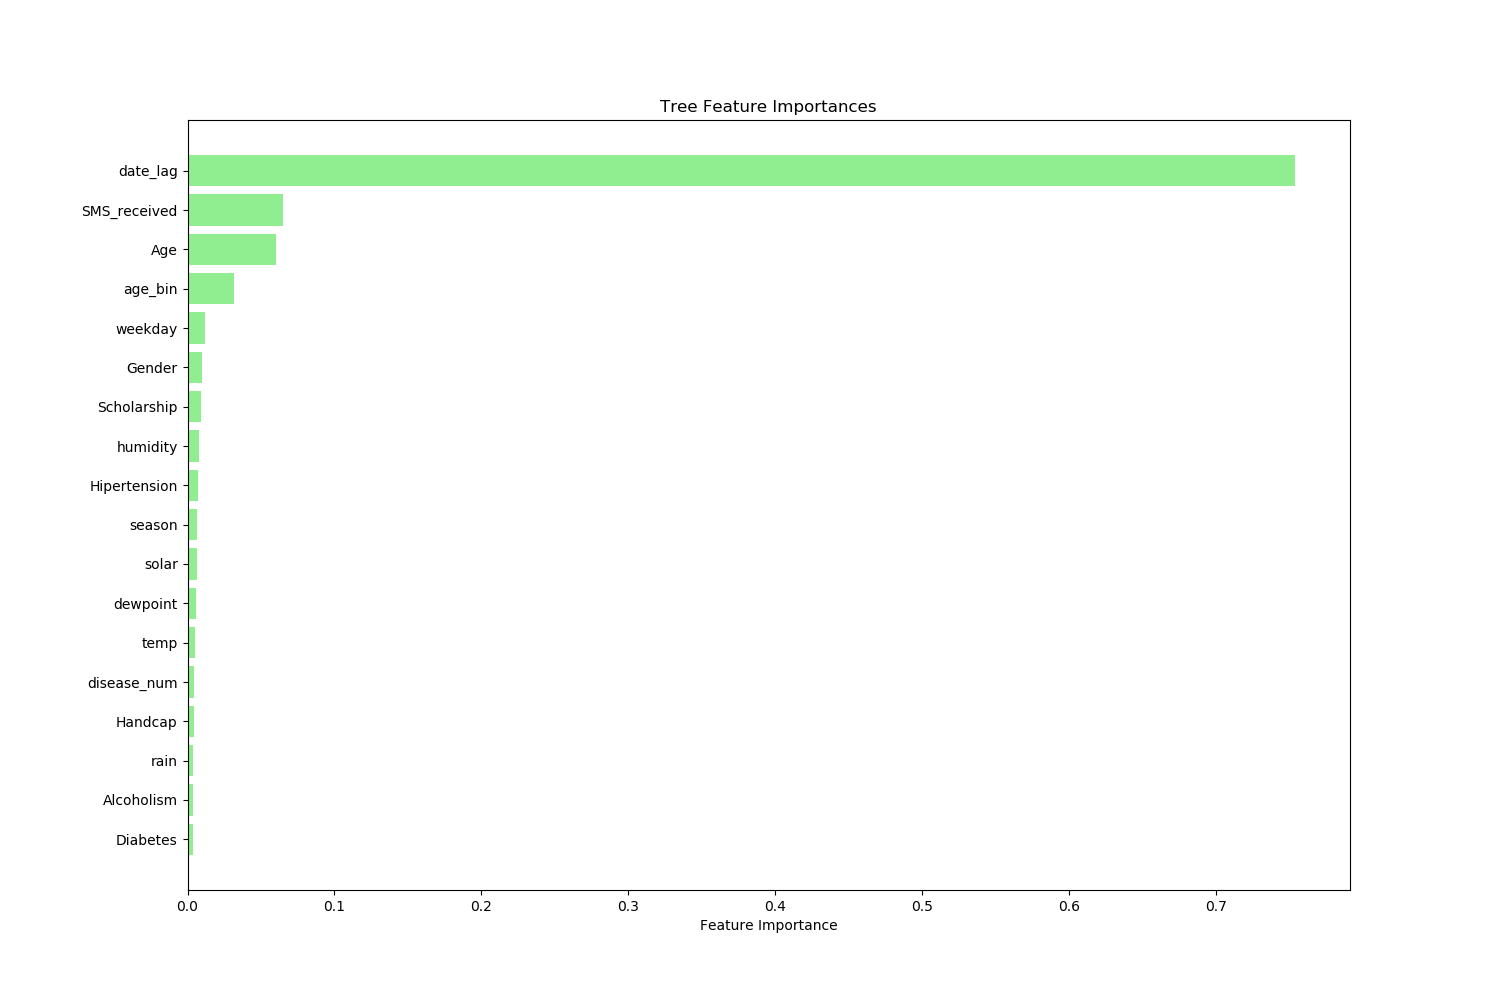 Tree Feature Importances
date_lag
SMS_received
Age
age_bin
weekday
Gender
Scholarship
humidity
Hipertension
season
solar
dewpoint
temp
disease_num
Handcap
rain
Alcoholism
Diabetes
0.0 0.1 0.2 0.3 0.4 0.5 0.6 0.7
Feature Importance